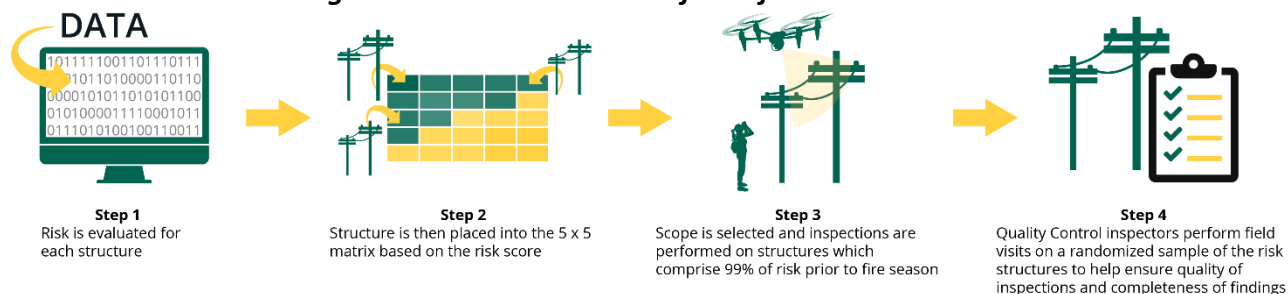 DATA
1011111001101110111
0000101011010101100
0101000011110001011
0111010100100110011
Step 1
Risk is evaluated for
each structure
Step 2
Structure is then placed into the 5 x 5
matrix based on the risk score
Step 3
Scope is selected and inspections are
performed on structures which
comprise 99% of risk prior to fire season
Step 4
Quality Control inspectors perform field
visits on a randomized sample of the risk
structures to help ensure quality of
inspections and completeness of findings